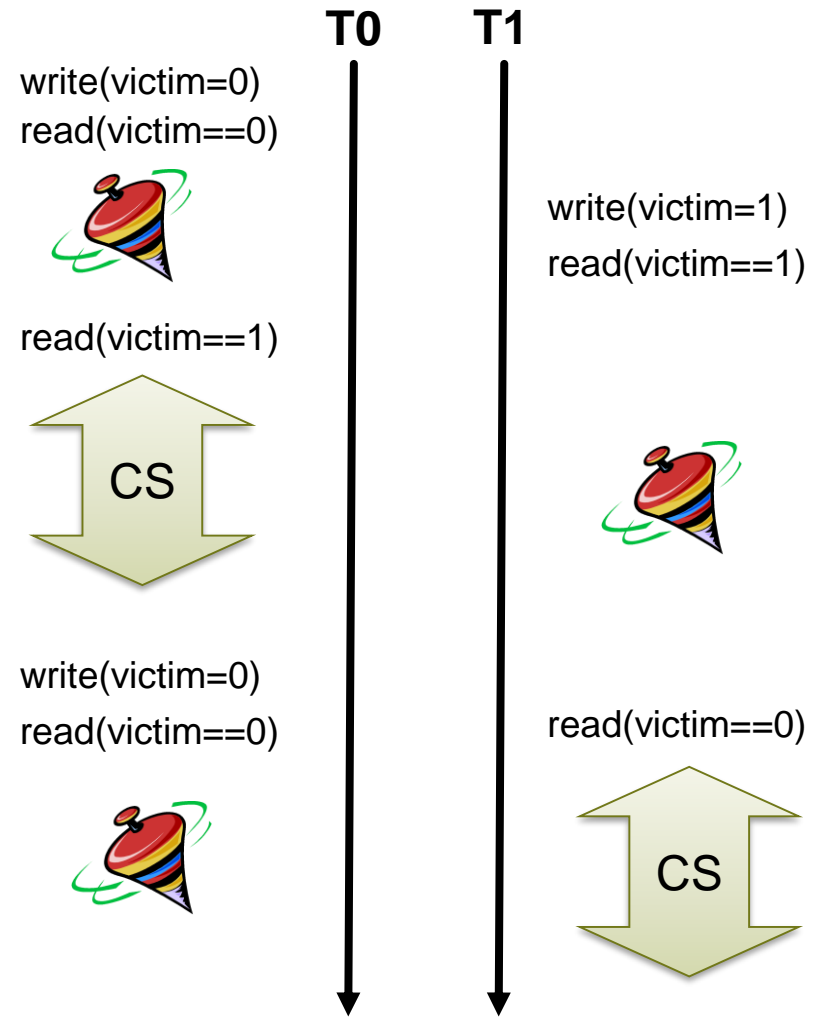 T0 T1
write(victim=0)
read(victim==0)
write(victim=1)
read(victim==1)
read(victim==1)
CS
write(victim=0)
read(victim==0)
read(victim==0)
CS